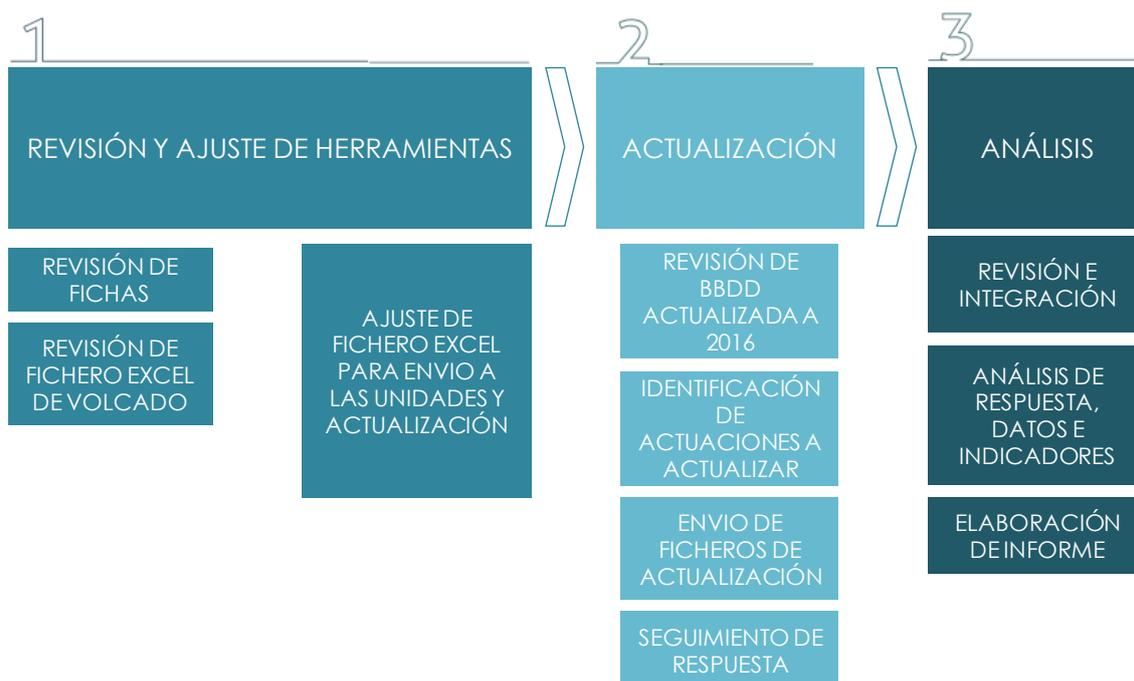 1
REVISIÓN Y AJUSTE DE HERRAMIENTAS
REVISIÓN DE
FICHAS
REVISIÓN DE
FICHERO EXCEL
DE VOLCADO
AJUSTE DE
FICHERO EXCEL
PARA ENVIO A
LAS UNIDADES Y
ACTUALIZACIÓN
2
ACTUALIZACIÓN
REVISIÓN DE
BBDD
ACTUALIZADA A
2016
IDENTIFICACIÓN
DE
ACTUACIONES A
ACTUALIZAR
ENVIO DE
FICHEROS DE
ACTUALIZACIÓN
SEGUIMIENTO DE
RESPUESTA
3
ANÁLISIS
REVISIÓN E
INTEGRACIÓN
ANÁLISIS DE
RESPUESTA,
DATOS E
INDICADORES
ELABORACIÓN
DE INFORME